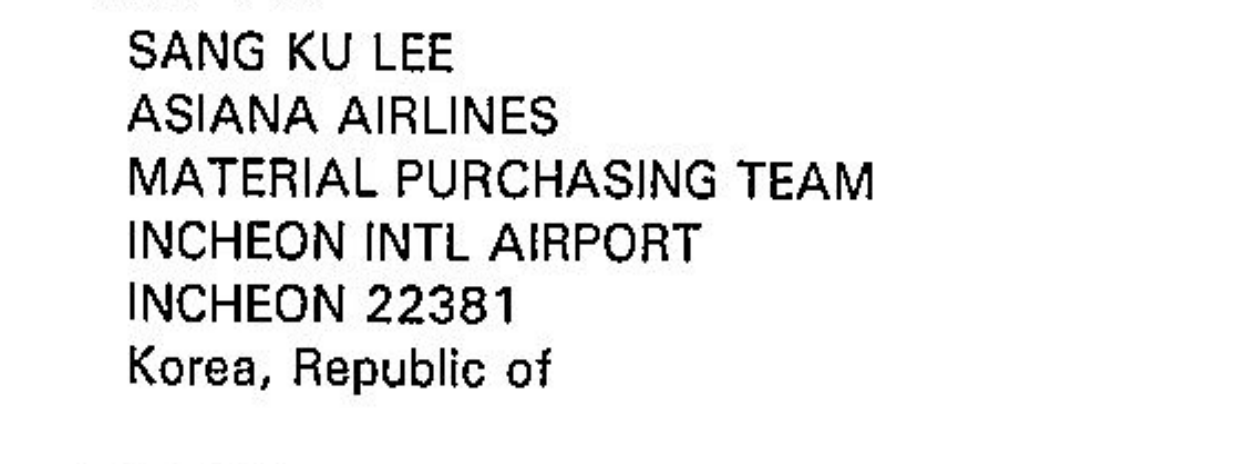 SANG KU LEE
ASIANA AIRLINES
MATERIAL PURCHASING TEAM
INCHEON INTL AIRPORT
INCHEON 22381
Korea, Republic of